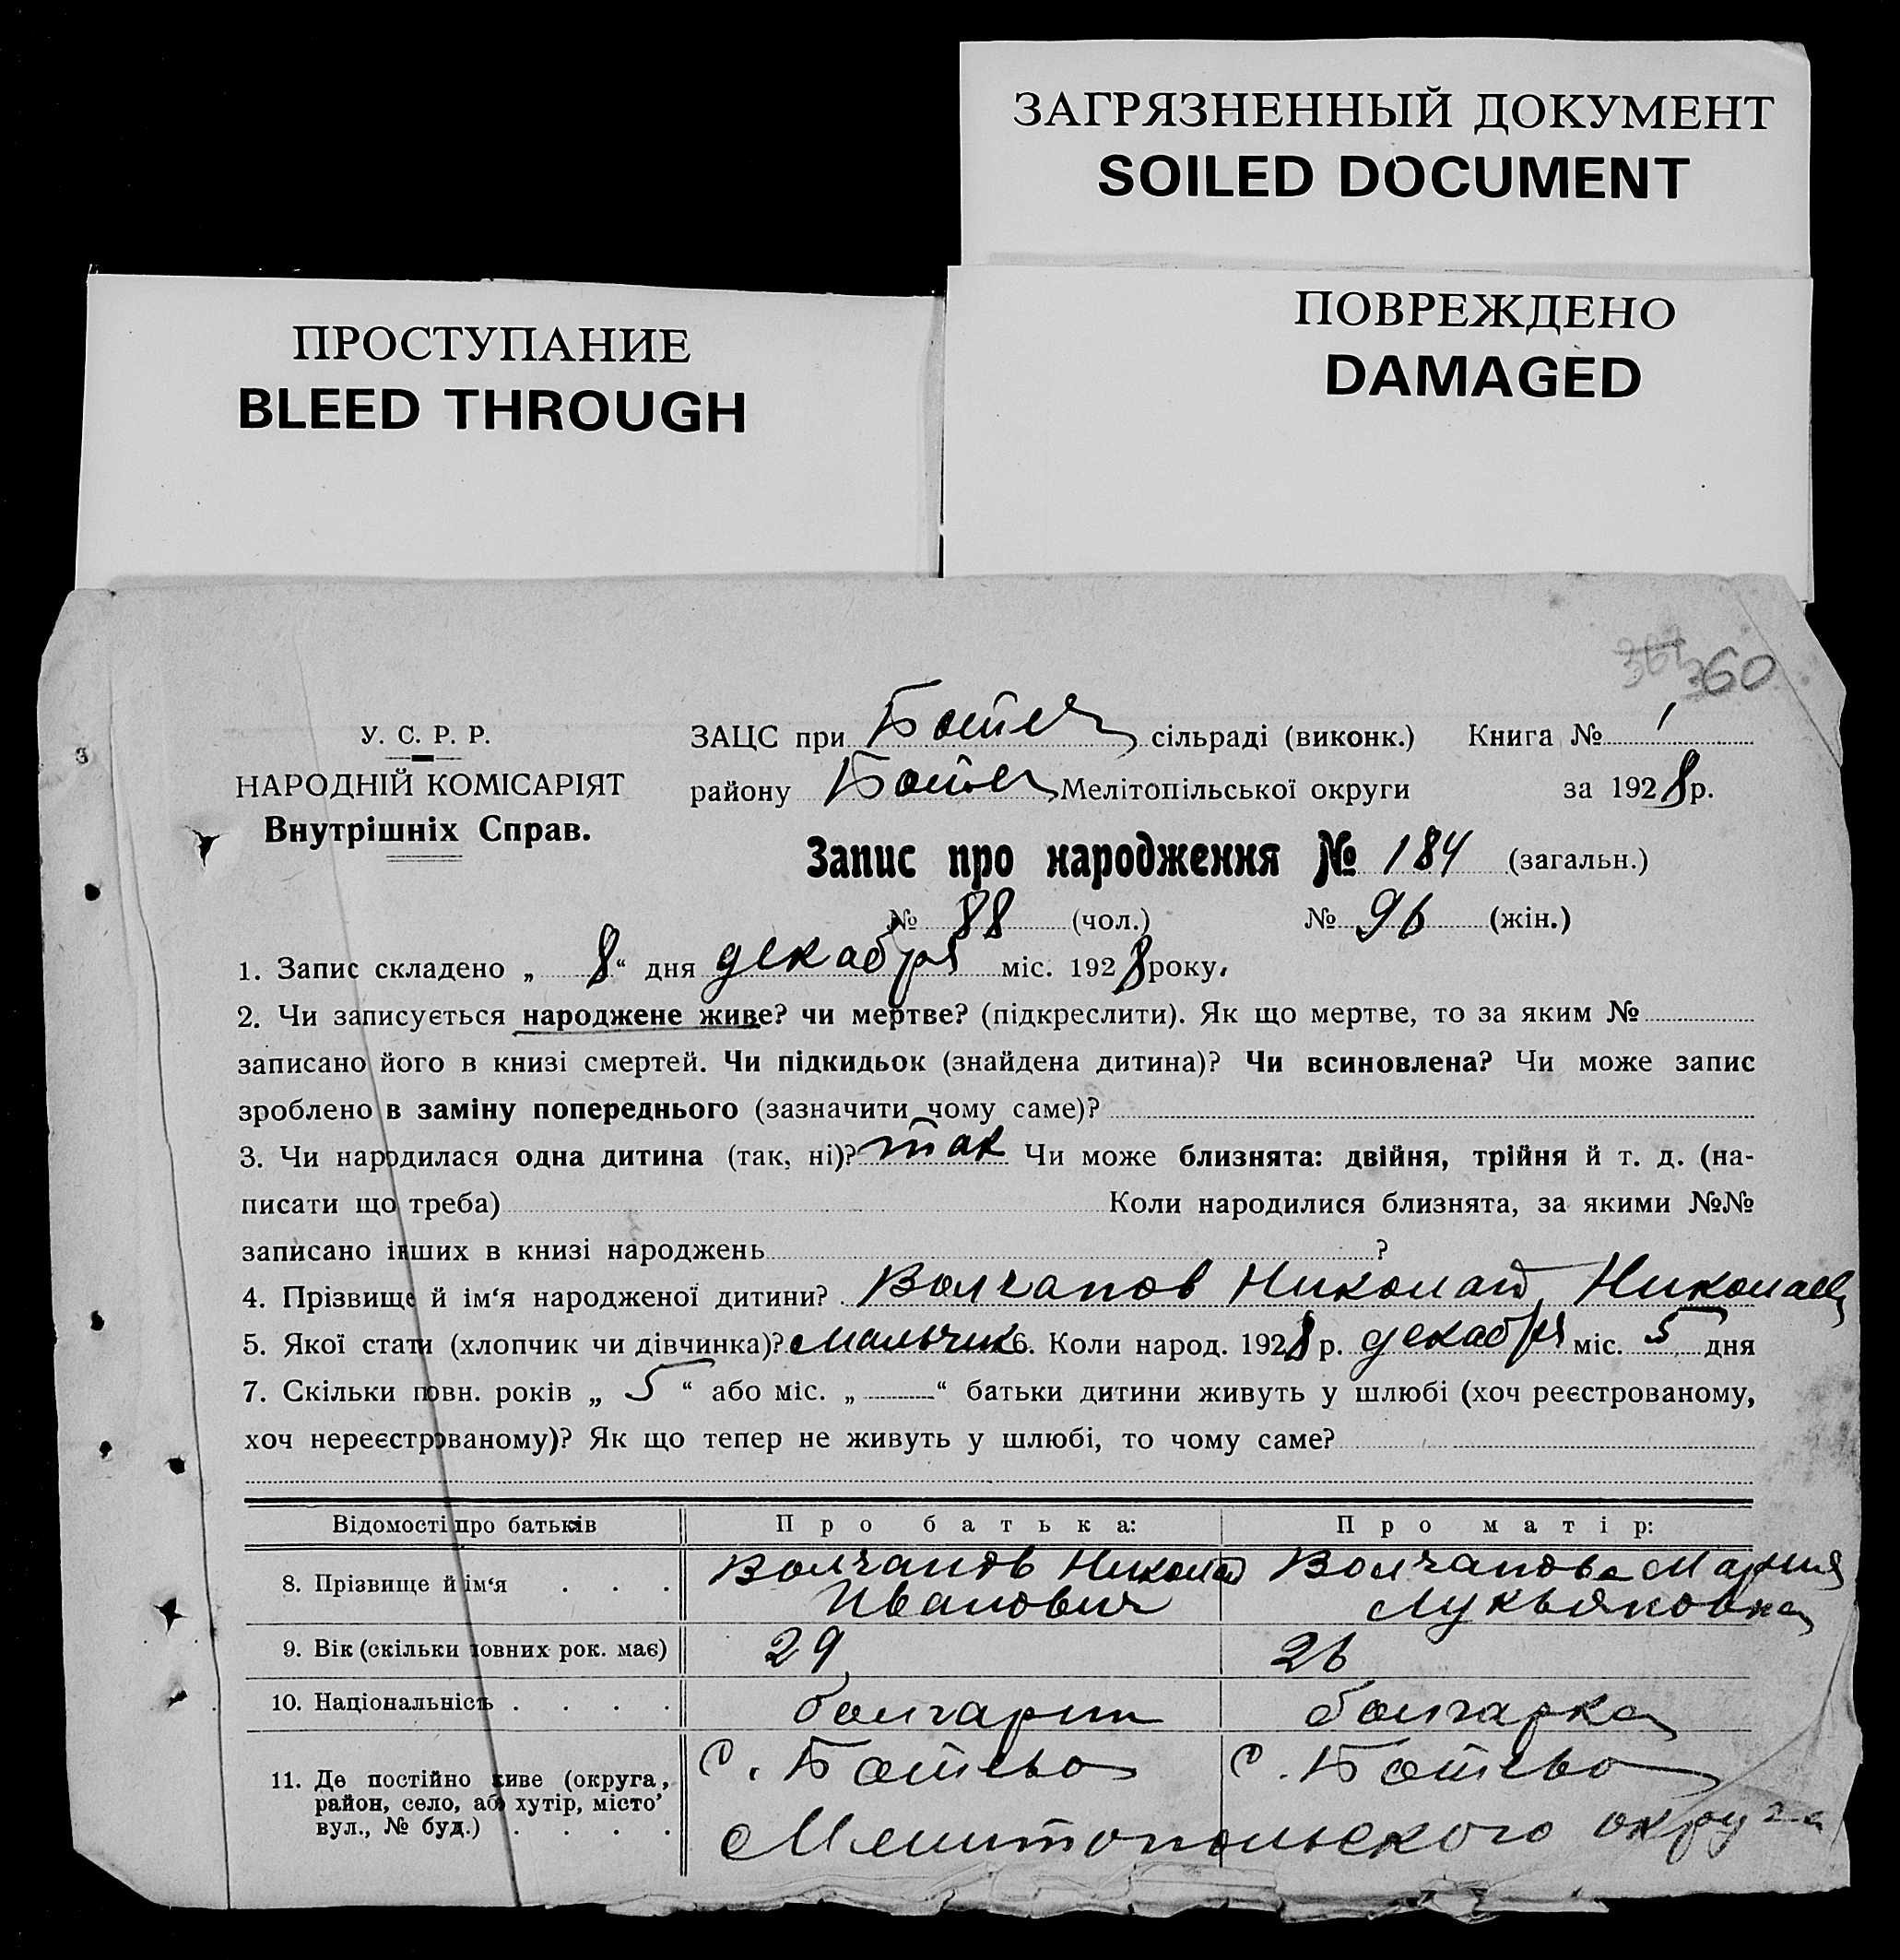 ЗАГРЯЗНЕННЫЙ ДОКУМЕНТ
SOILED DOCUMENT
ПРОСТУПАНИЕ
BLEED THROUGH
ПОВРЕЖДЕНО
DAMAGED
360
У. С. Р. Р.
НАРОДНІЙ КОМІСАРІЯТ
Внутрішніх Справ.
ЗАЦС при Ботев сільраді (виконк.) Книга № 1
району Ботев Мелітопільської округи за 1928 р.
Запис про народження № 184 (загальн.)
№ 88 (чол.) № 96 (жін.)
1. Запис складено „ 8 “ дня декабря міс. 1928 року.
2. Чи записується народжене живе? чи мертве? (підкреслити). Як що мертве, то за яким №
записано його в книзі смертей. Чи підкидьок (знайдена дитина)? Чи всиновлена? Чи може запис
зроблено в заміну попереднього (зазначити чому саме)?
3. Чи народилася одна дитина (так, ні)? так Чи може близнята: двійня, трійня й т. д. (на-
писати що треба) Коли народилися близнята, за якими №№
записано інших в книзі народжень ?
4. Прізвище й ім‘я народженої дитини? Волчанов Николай Николаев
5. Якої стати (хлопчик чи дівчинка)? мальчик 6. Коли народ. 1928 р. декабря міс. 5 дня
7. Скільки повн. років „ 5 “ або міс. „ — “ батьки дитини живуть у шлюбі (хоч реєстрованому,
хоч нереєстрованому)? Як що тепер не живуть у шлюбі, то чому саме?
Відомості про батьків Про батька: Про матір:
8. Прізвище й ім‘я . . . Волчанов Николай Волчанова Мария
Иванович Лукьяновна
9. Вік (скільки повних рок. має) 29 26
10. Національність . . . . болгарин болгарка
11. Де постійно живе (округа, с. Ботево с. Ботево
район, село, або хутір, місто
вул., № буд.) . . . . Мелитопольского округа